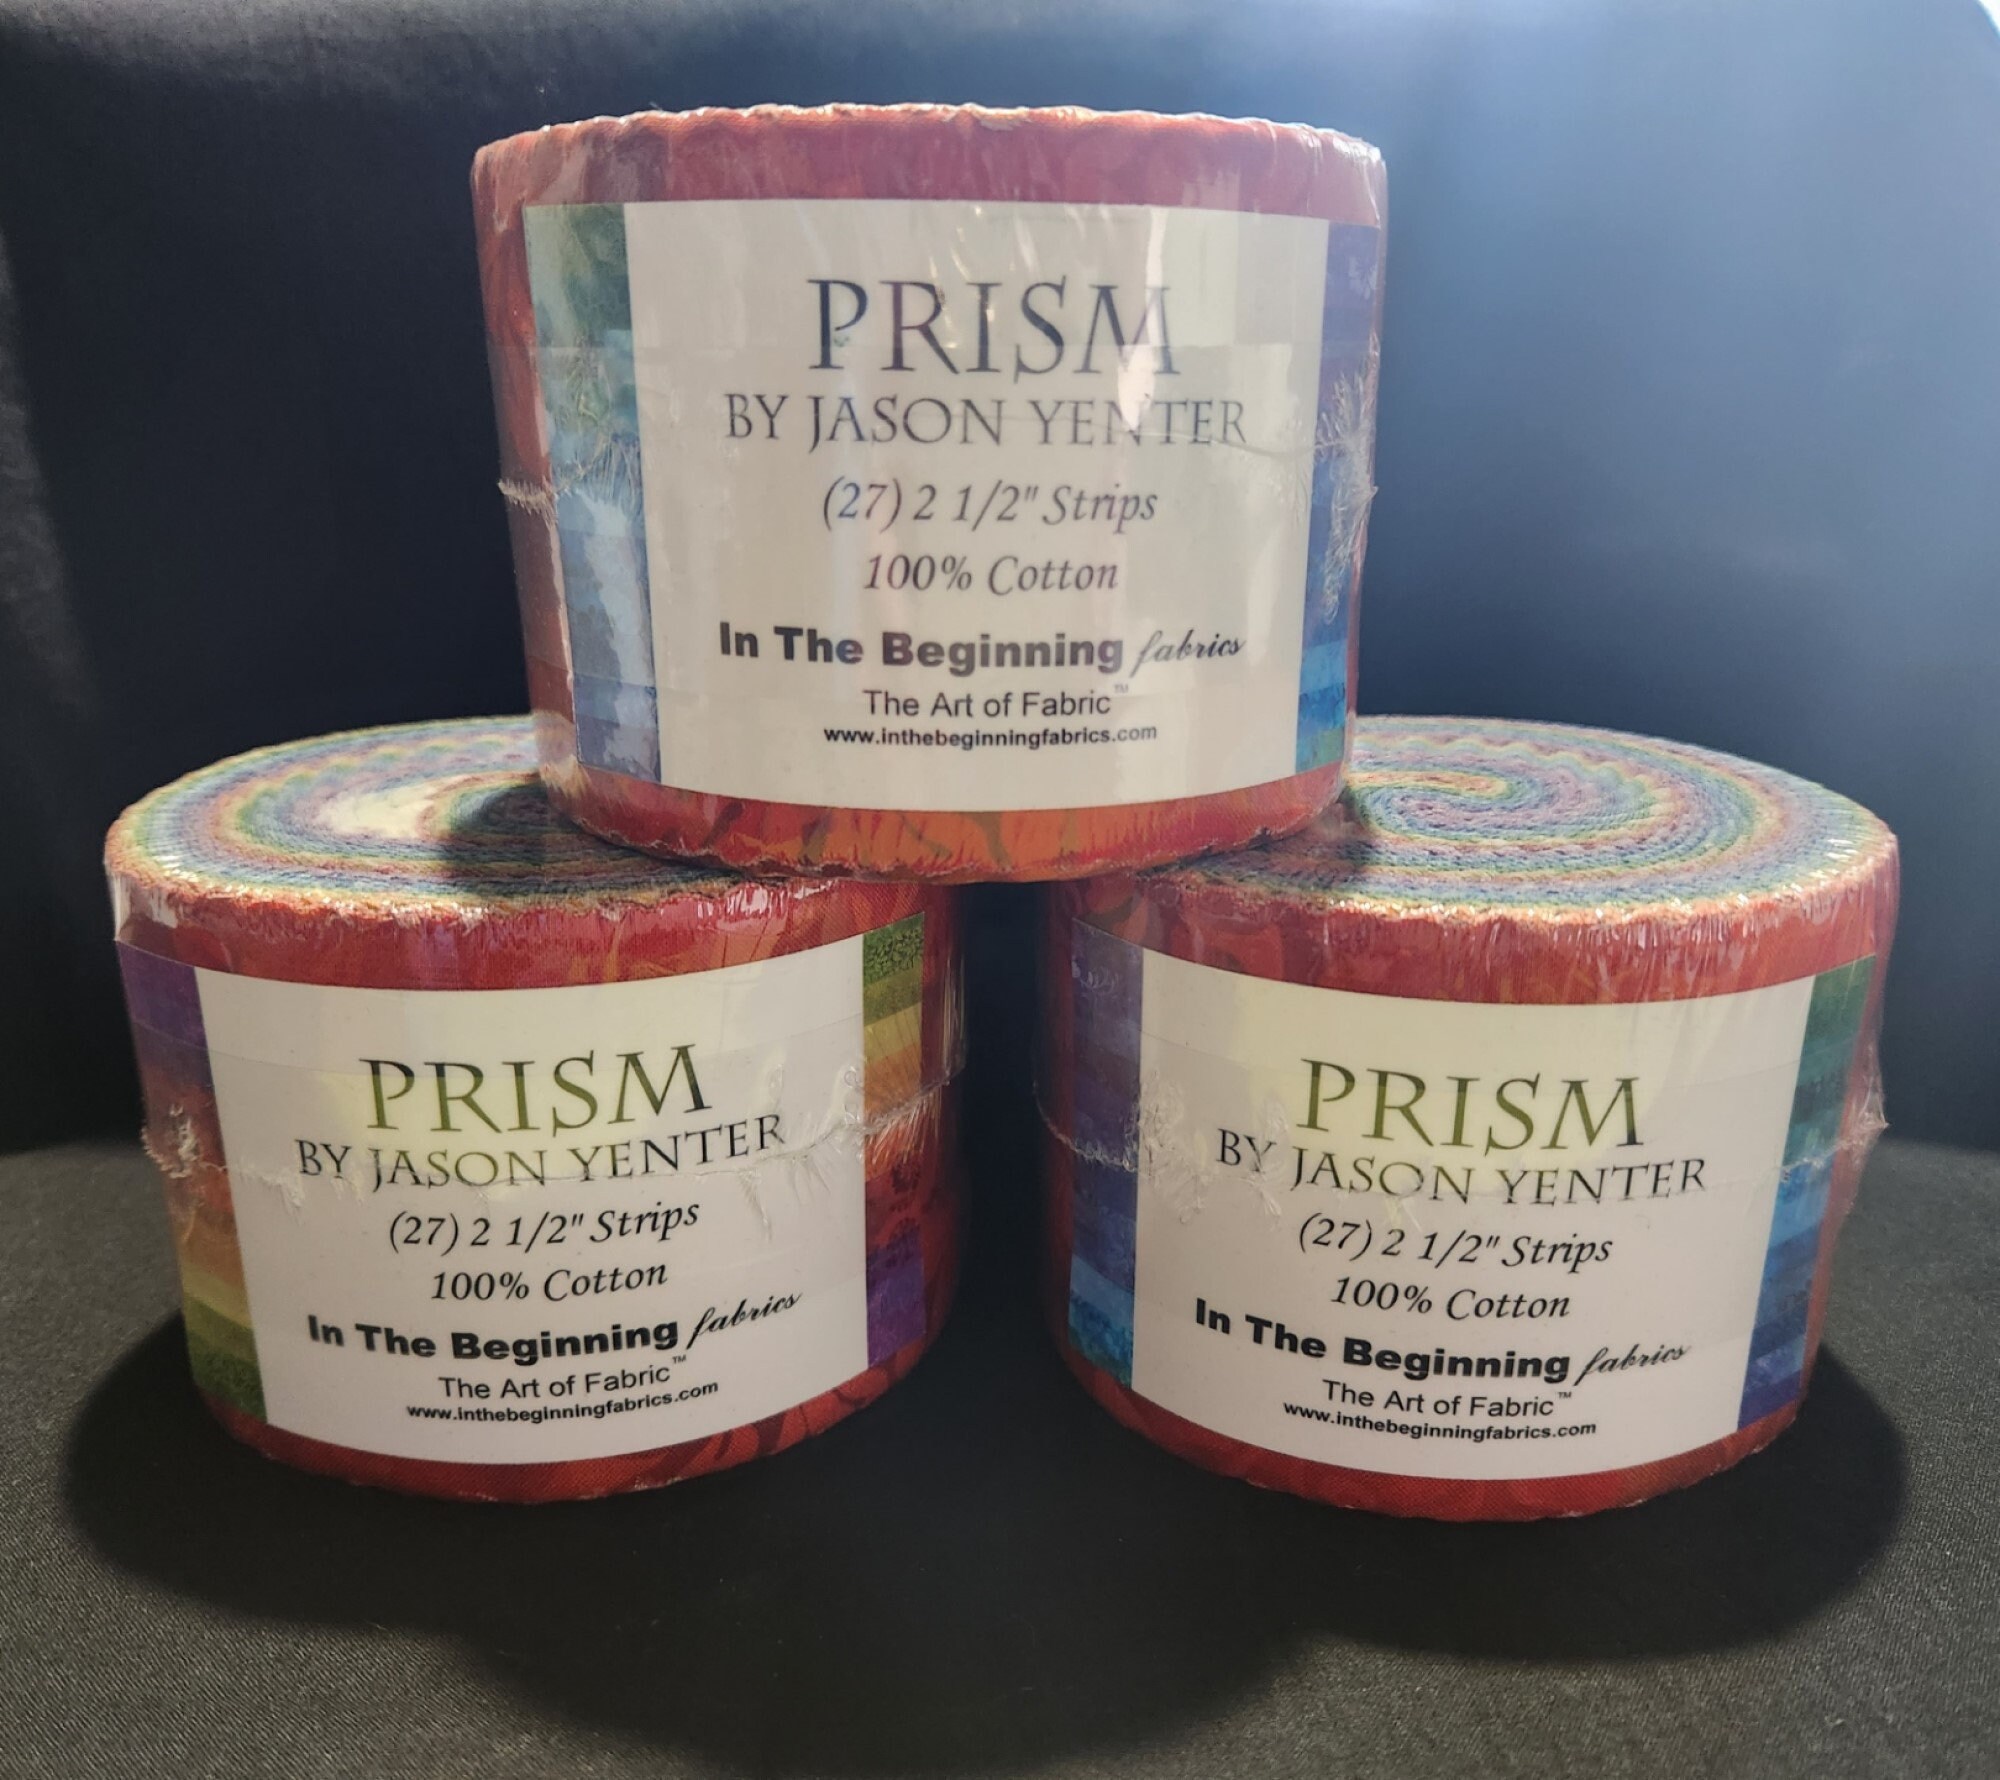 PRISM
BY JASON YENTER
(27) 2 1/2" Strips
100% Cotton
In The Beginning fabrics
The Art of Fabric™
www.inthebeginningfabrics.com
PRISM
BY JASON YENTER
(27) 2 1/2" Strips
100% Cotton
In The Beginning fabrics
The Art of Fabric™
www.inthebeginningfabrics.com
PRISM
BY JASON YENTER
(27) 2 1/2" Strips
100% Cotton
In The Beginning fabrics
The Art of Fabric™
www.inthebeginningfabrics.com